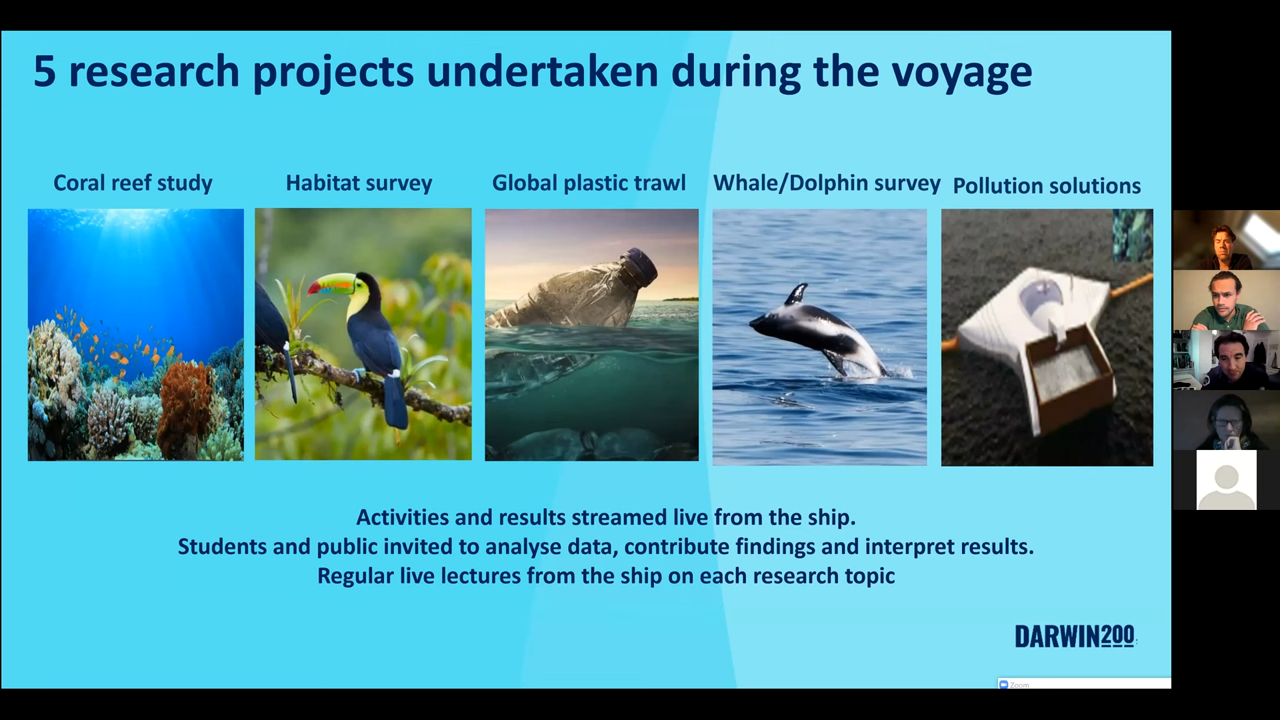 5 research projects undertaken during the voyage
Coral reef study
Habitat survey
Global plastic trawl
Whale/Dolphin survey
Pollution solutions
Activities and results streamed live from the ship.
Students and public invited to analyse data, contribute findings and interpret results.
Regular live lectures from the ship on each research topic
DARWIN200
Zoom